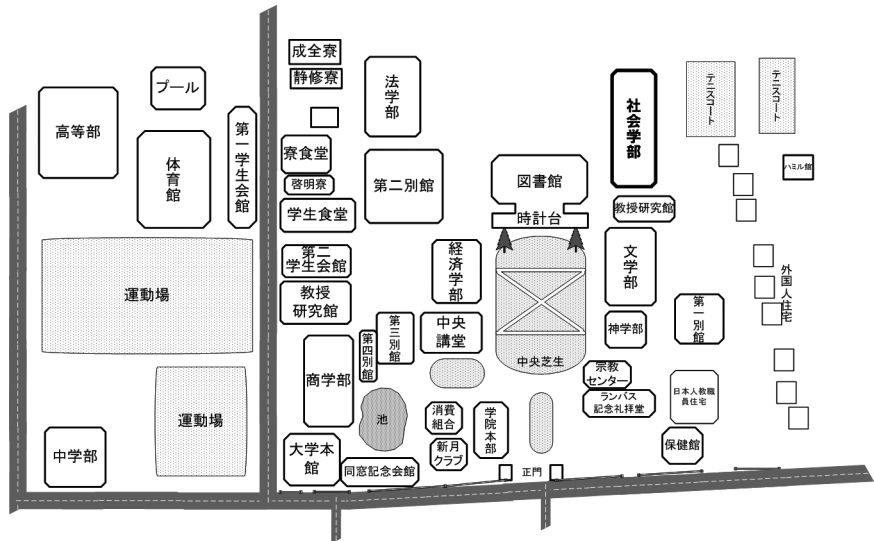 成全寮
静修寮
プール
高等部
体育館
第一学生会館
法学部
寮食堂
啓明寮
学生食堂
第二別館
図書館
時計台
社会学部
テニスコート
テニスコート
ハミル館
教授研究館
文学部
第二
学生会館
教授
研究館
経済学部
外国人住宅
運動場
第三別館
第四別館
中央
講堂
神学部
第一別館
中央芝生
商学部
宗教
センター
ランバス
記念礼拝堂
日本人教職
員住宅
池
消費
組合
学院本部
運動場
中学部
大学本
館
同窓記念会館
新月
クラブ
正門
保健館